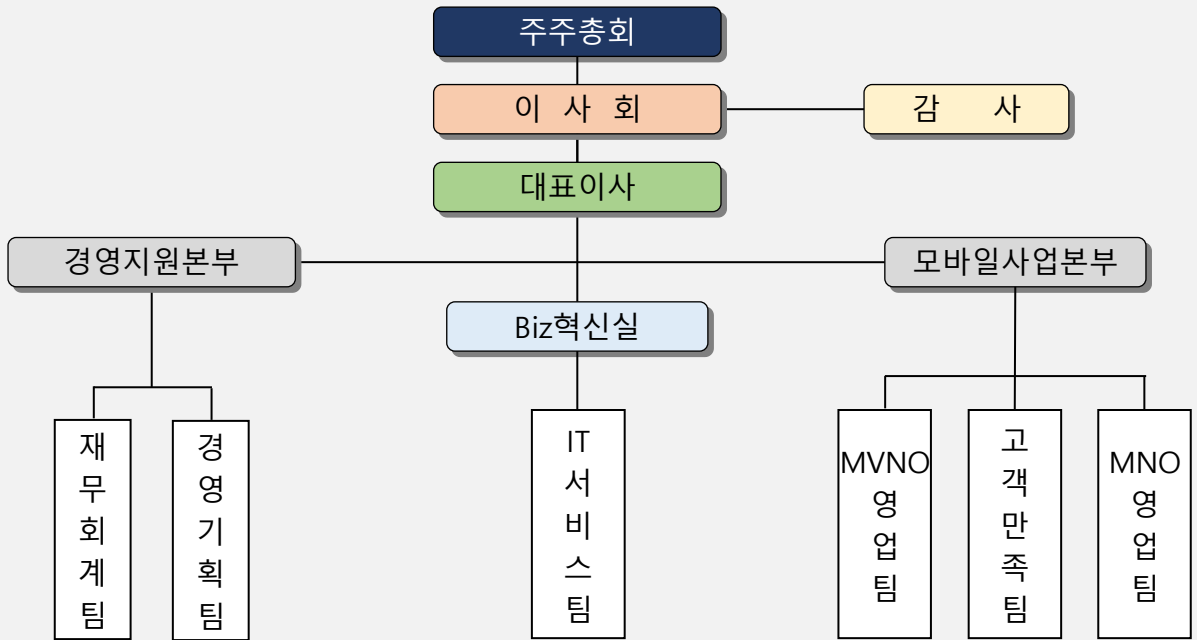 주주총회
이 사 회
감 사
대표이사
경영지원본부
모바일사업본부
Biz혁신실
재무회계팀
경영기획팀
IT서비스팀
MVNO영업팀
고객만족팀
MNO영업팀